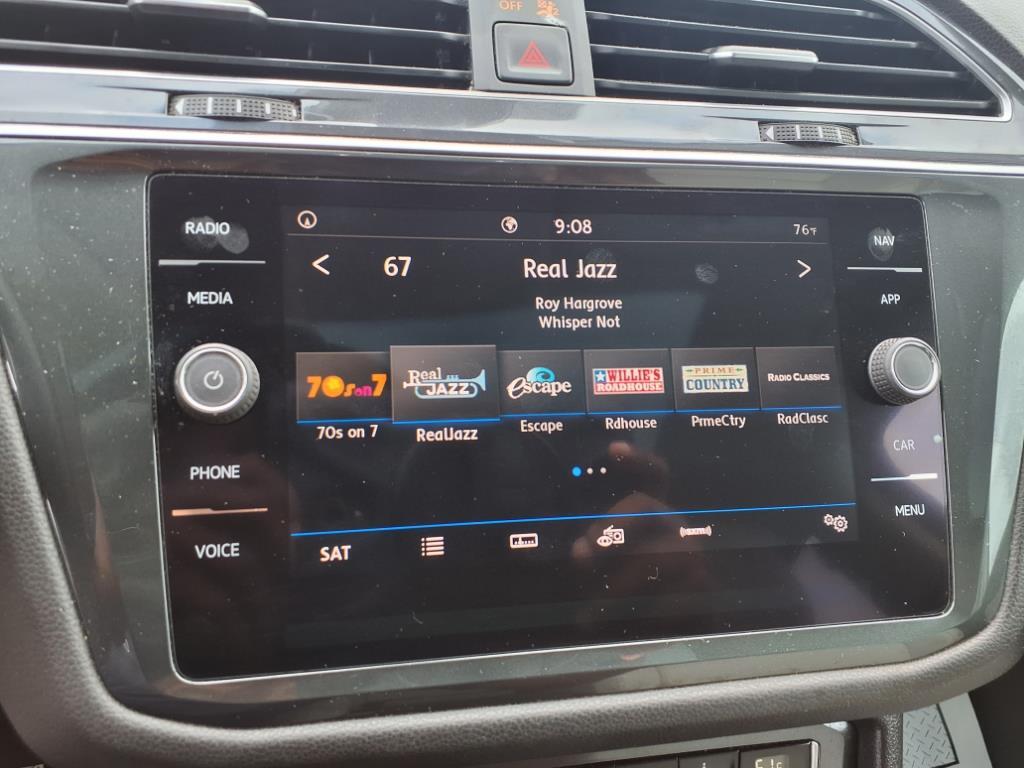 OFF
RADIO
MEDIA
PHONE
VOICE
9:08
76°F
< 67 Real Jazz >
Roy Hargrove
Whisper Not
70s on 7
Real JAZZ
escape
WILLIE'S
ROADHOUSE
PRIME
COUNTRY
RADIO CLASSICS
70s on 7
RealJazz
Escape
Rdhouse
PrmeCtry
RadClasc
SAT
NAV
APP
CAR
MENU